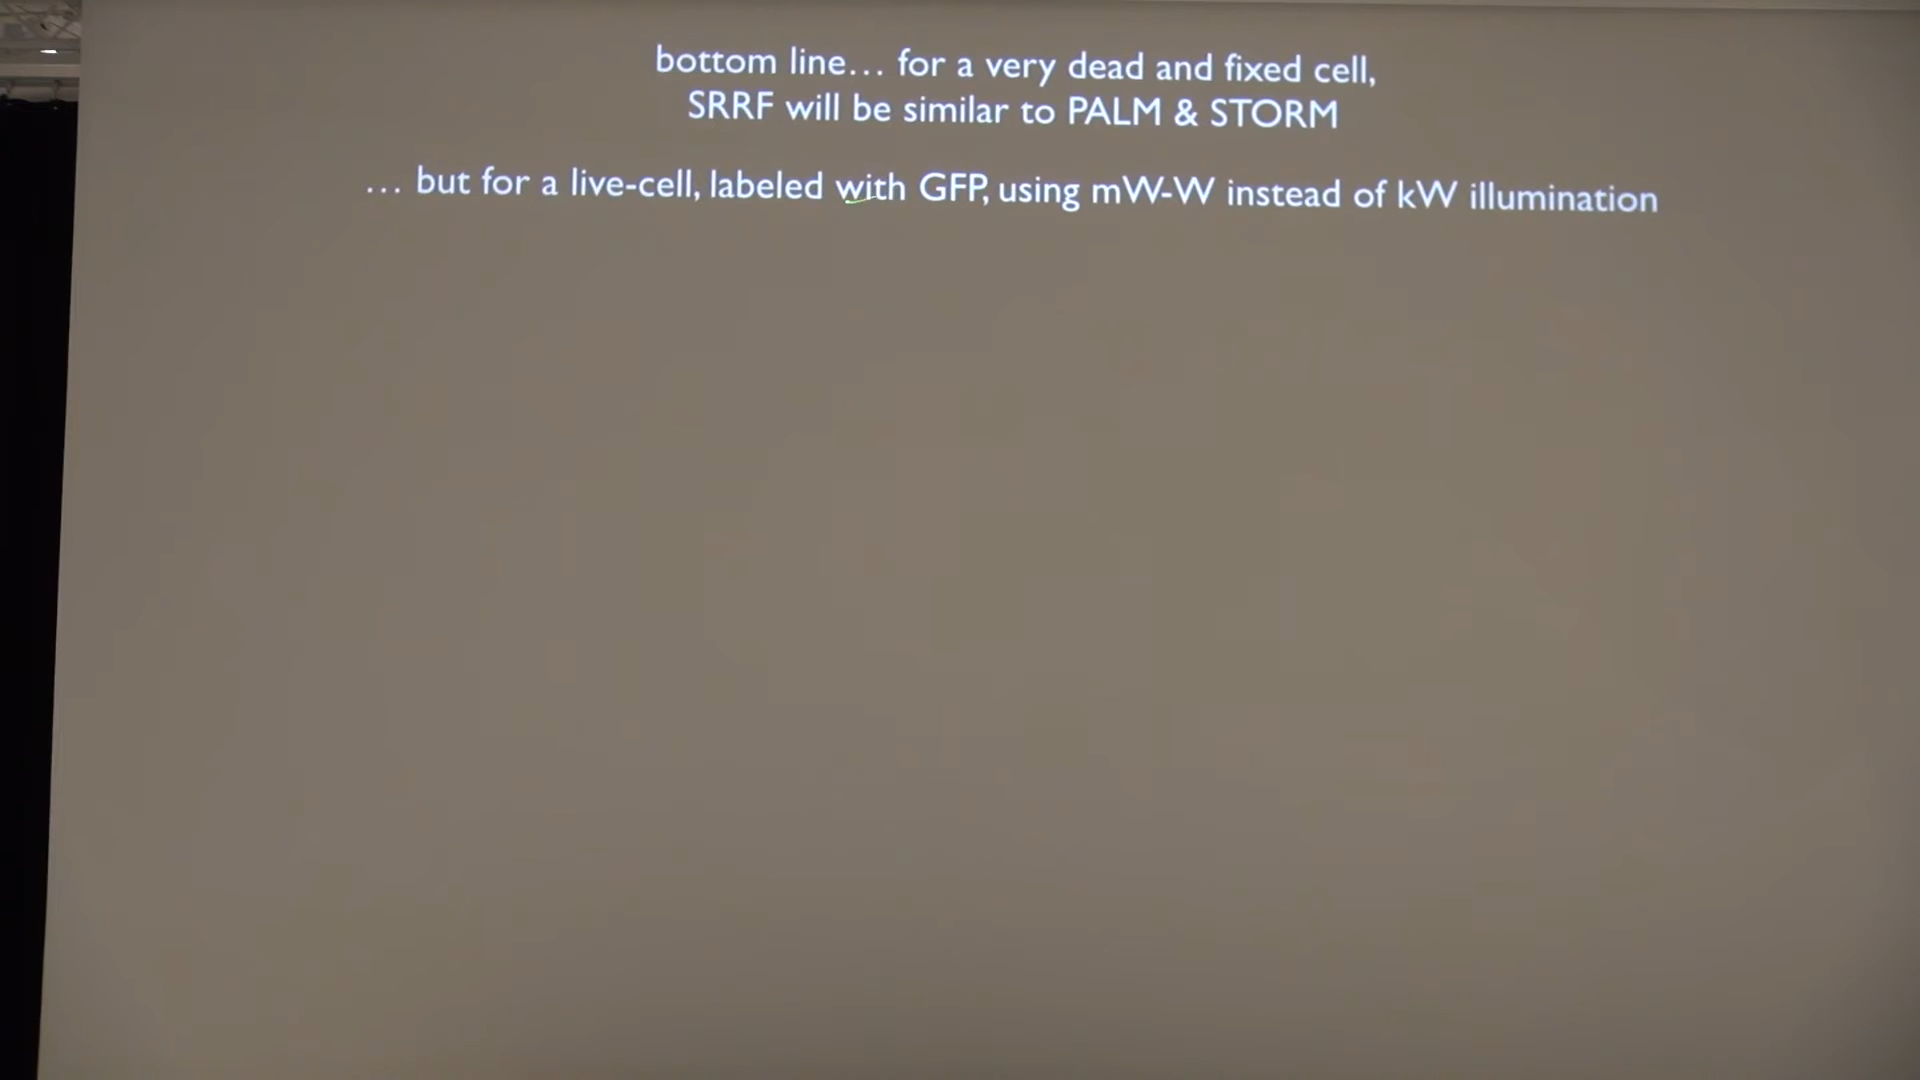 bottom line... for a very dead and fixed cell,
SRRF will be similar to PALM & STORM
... but for a live-cell, labeled with GFP, using mW-W instead of kW illumination